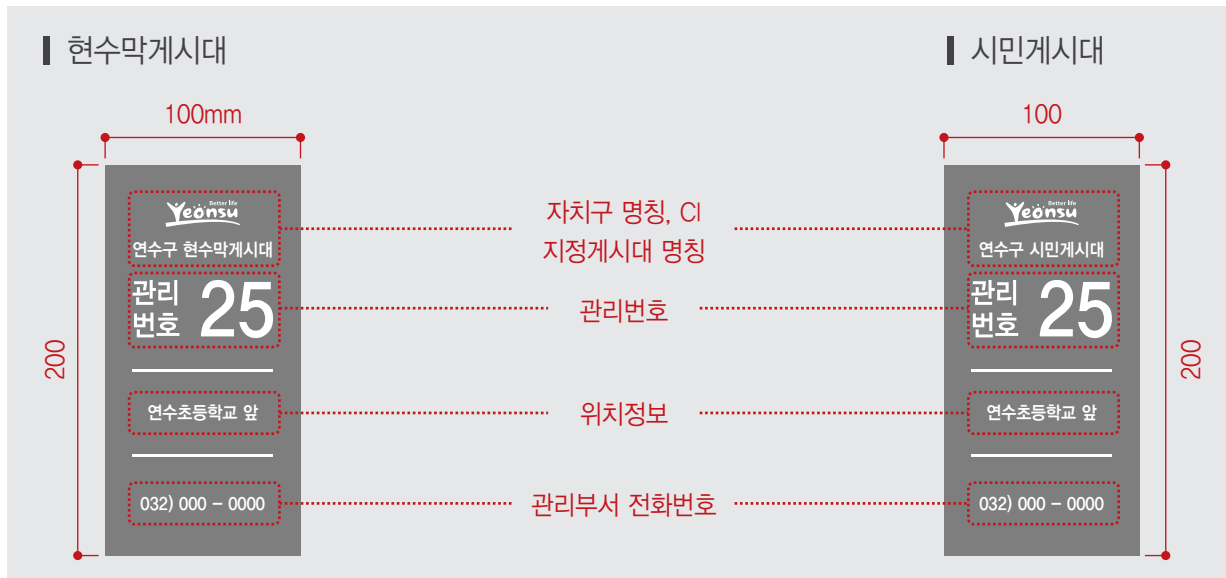 현수막게시대
시민게시대
100mm
100
200
Better life
Yeonsu
연수구 현수막게시대
관리
번호
25
연수초등학교 앞
032) 000 - 0000
자치구 명칭, CI
지정게시대 명칭
관리번호
위치정보
관리부서 전화번호
Better life
Yeonsu
연수구 시민게시대
관리
번호
25
연수초등학교 앞
032) 000 - 0000
200